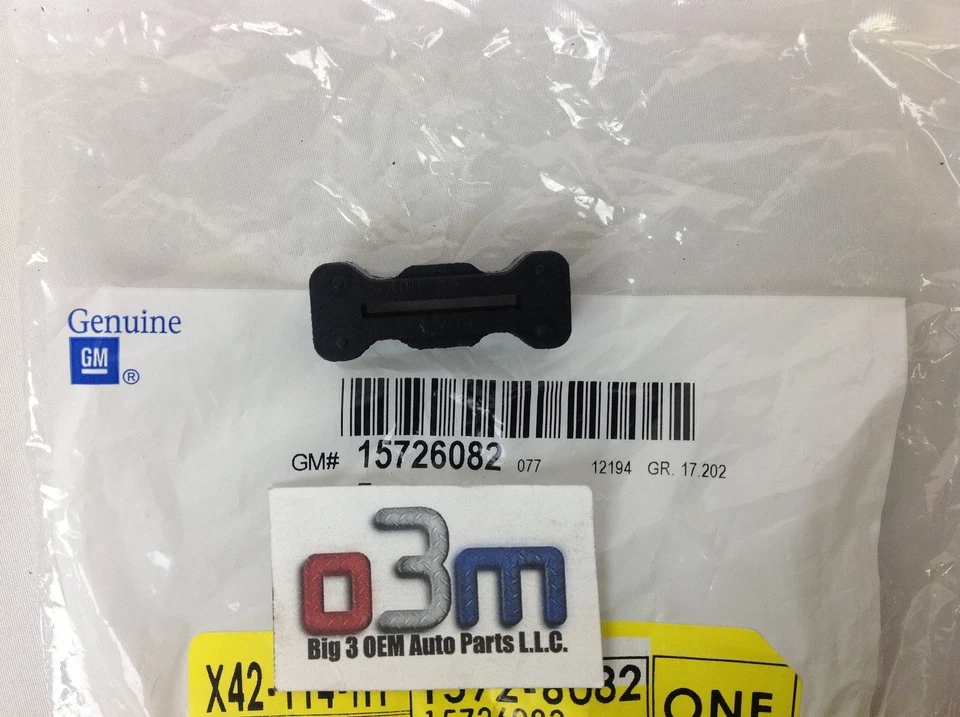 Genuine
GM ®
GM# 15726082 077 12194 GR. 17.202
o3m
Big 3 OEM Auto Parts L.L.C.
ONE